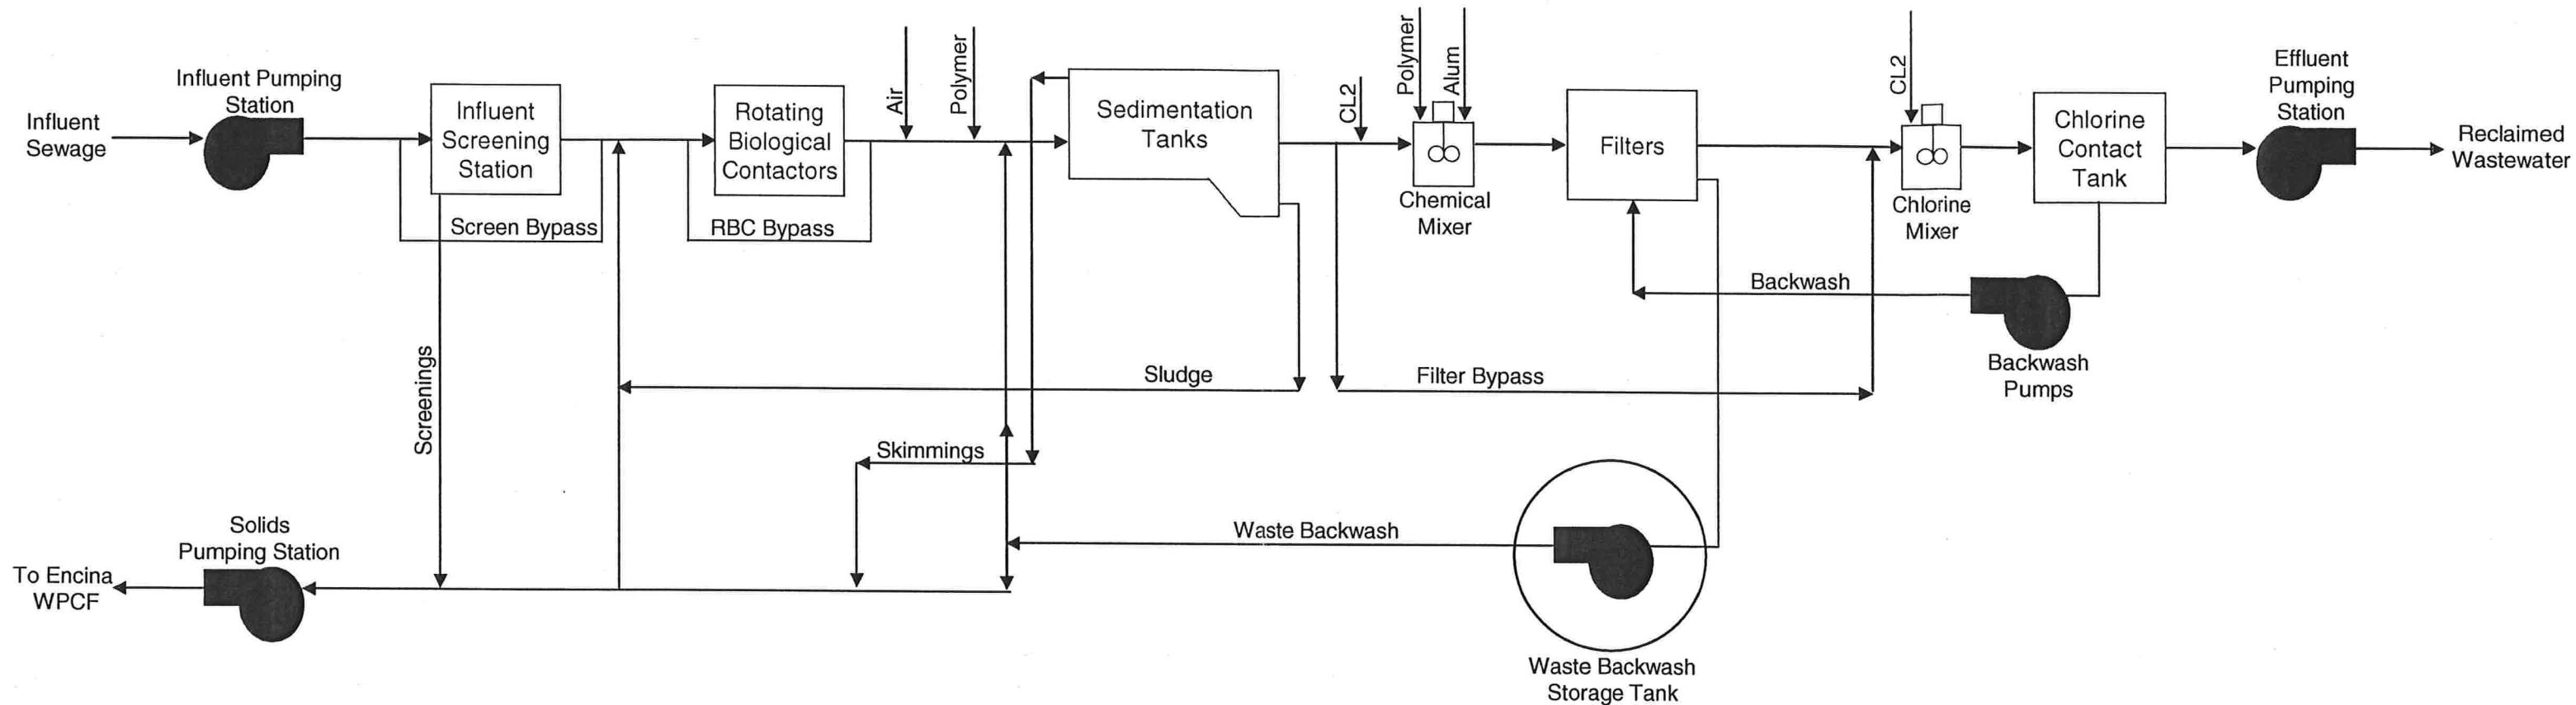 Influent
Sewage
Influent Pumping
Station
Influent
Screening
Station
Screen Bypass
Rotating
Biological
Contactors
RBC Bypass
Air
Polymer
Sedimentation
Tanks
CL2
Polymer
Alum
Chemical
Mixer
Filters
CL2
Chlorine
Mixer
Chlorine
Contact
Tank
Effluent
Pumping
Station
Reclaimed
Wastewater
Backwash
Backwash
Pumps
Screenings
Sludge
Filter Bypass
Skimmings
Waste Backwash
Solids
Pumping Station
To Encina
WPCF
Waste Backwash
Storage Tank